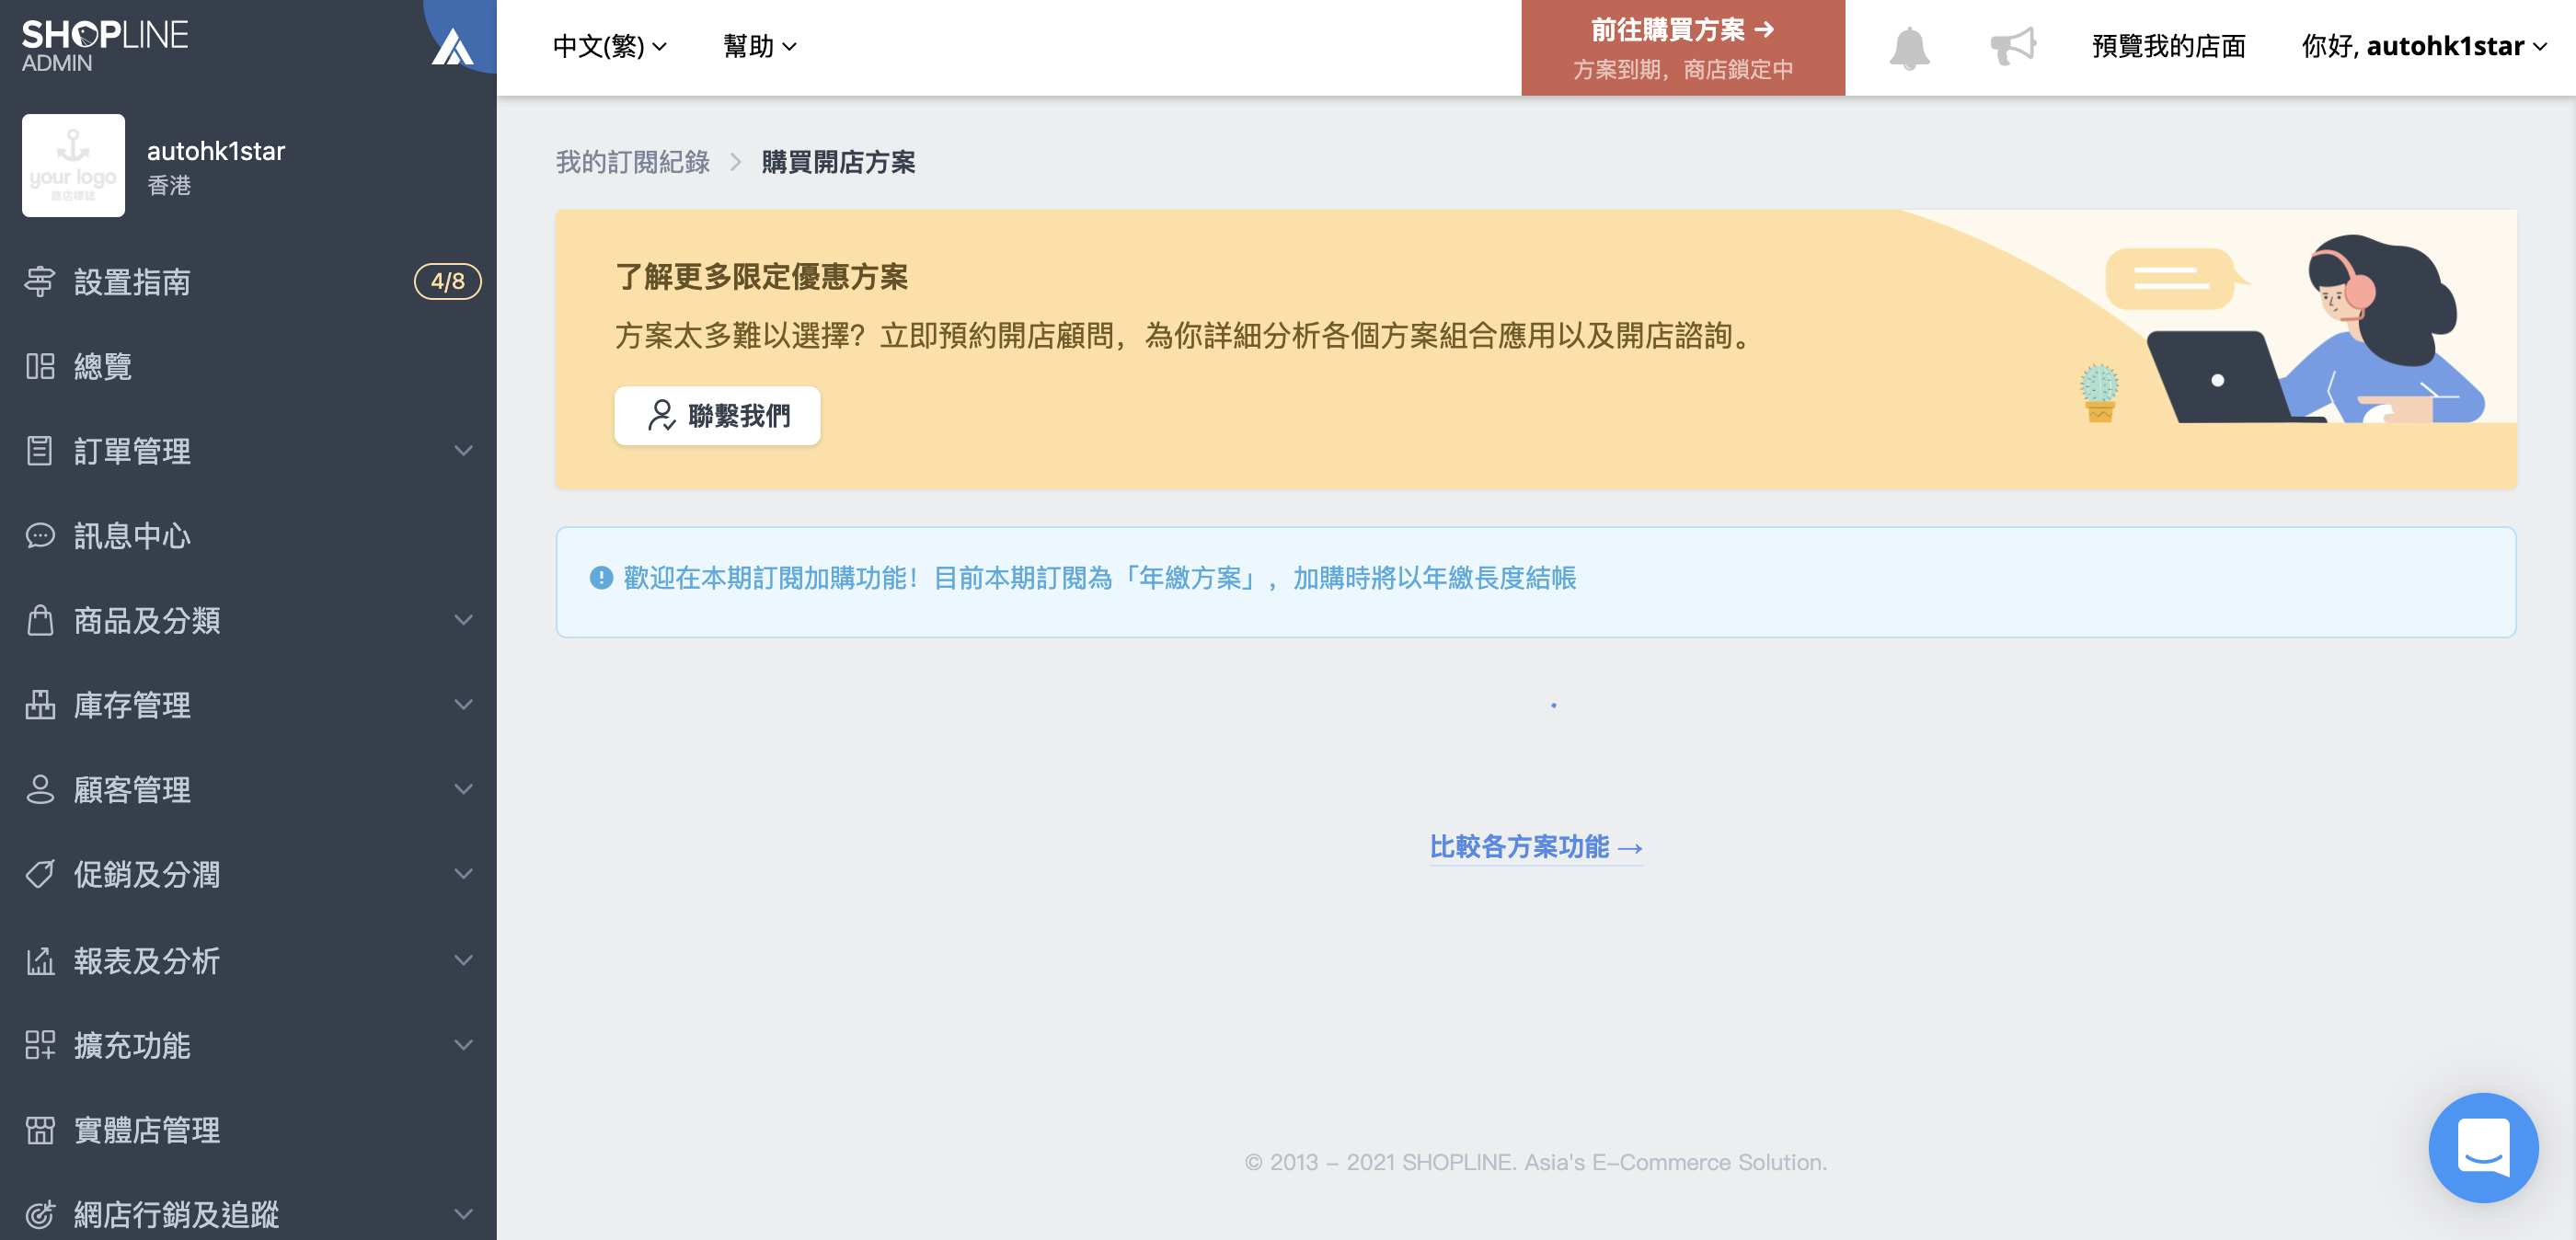 SHOPLINE
ADMIN
中文(繁)
幫助
前往購買方案 →
方案到期，商店鎖定中
預覽我的店面
你好, autohk1star
your logo
商店標誌
autohk1star
香港
設置指南
4/8
總覽
訂單管理
訊息中心
商品及分類
庫存管理
顧客管理
促銷及分潤
報表及分析
擴充功能
實體店管理
網店行銷及追蹤
我的訂閱紀錄 > 購買開店方案
了解更多限定優惠方案
方案太多難以選擇？立即預約開店顧問，為你詳細分析各個方案組合應用以及開店諮詢。
聯繫我們
歡迎在本期訂閱加購功能！目前本期訂閱為「年繳方案」，加購時將以年繳長度結帳
比較各方案功能 →
© 2013 – 2021 SHOPLINE. Asia's E-Commerce Solution.